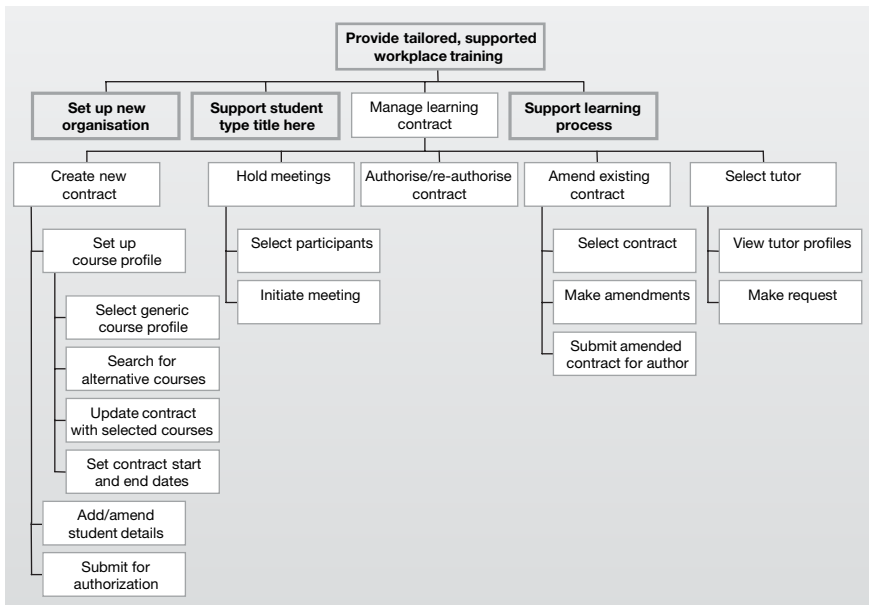 Provide tailored, supported
workplace training
Set up new
organisation
Support student
type title here
Manage learning
contract
Support learning
process
Create new
contract
Hold meetings
Authorise/re-authorise
contract
Amend existing
contract
Select tutor
Set up
course profile
Select participants
Select contract
View tutor profiles
Select generic
course profile
Initiate meeting
Make amendments
Make request
Search for
alternative courses
Submit amended
contract for author
Update contract
with selected courses
Set contract start
and end dates
Add/amend
student details
Submit for
authorization